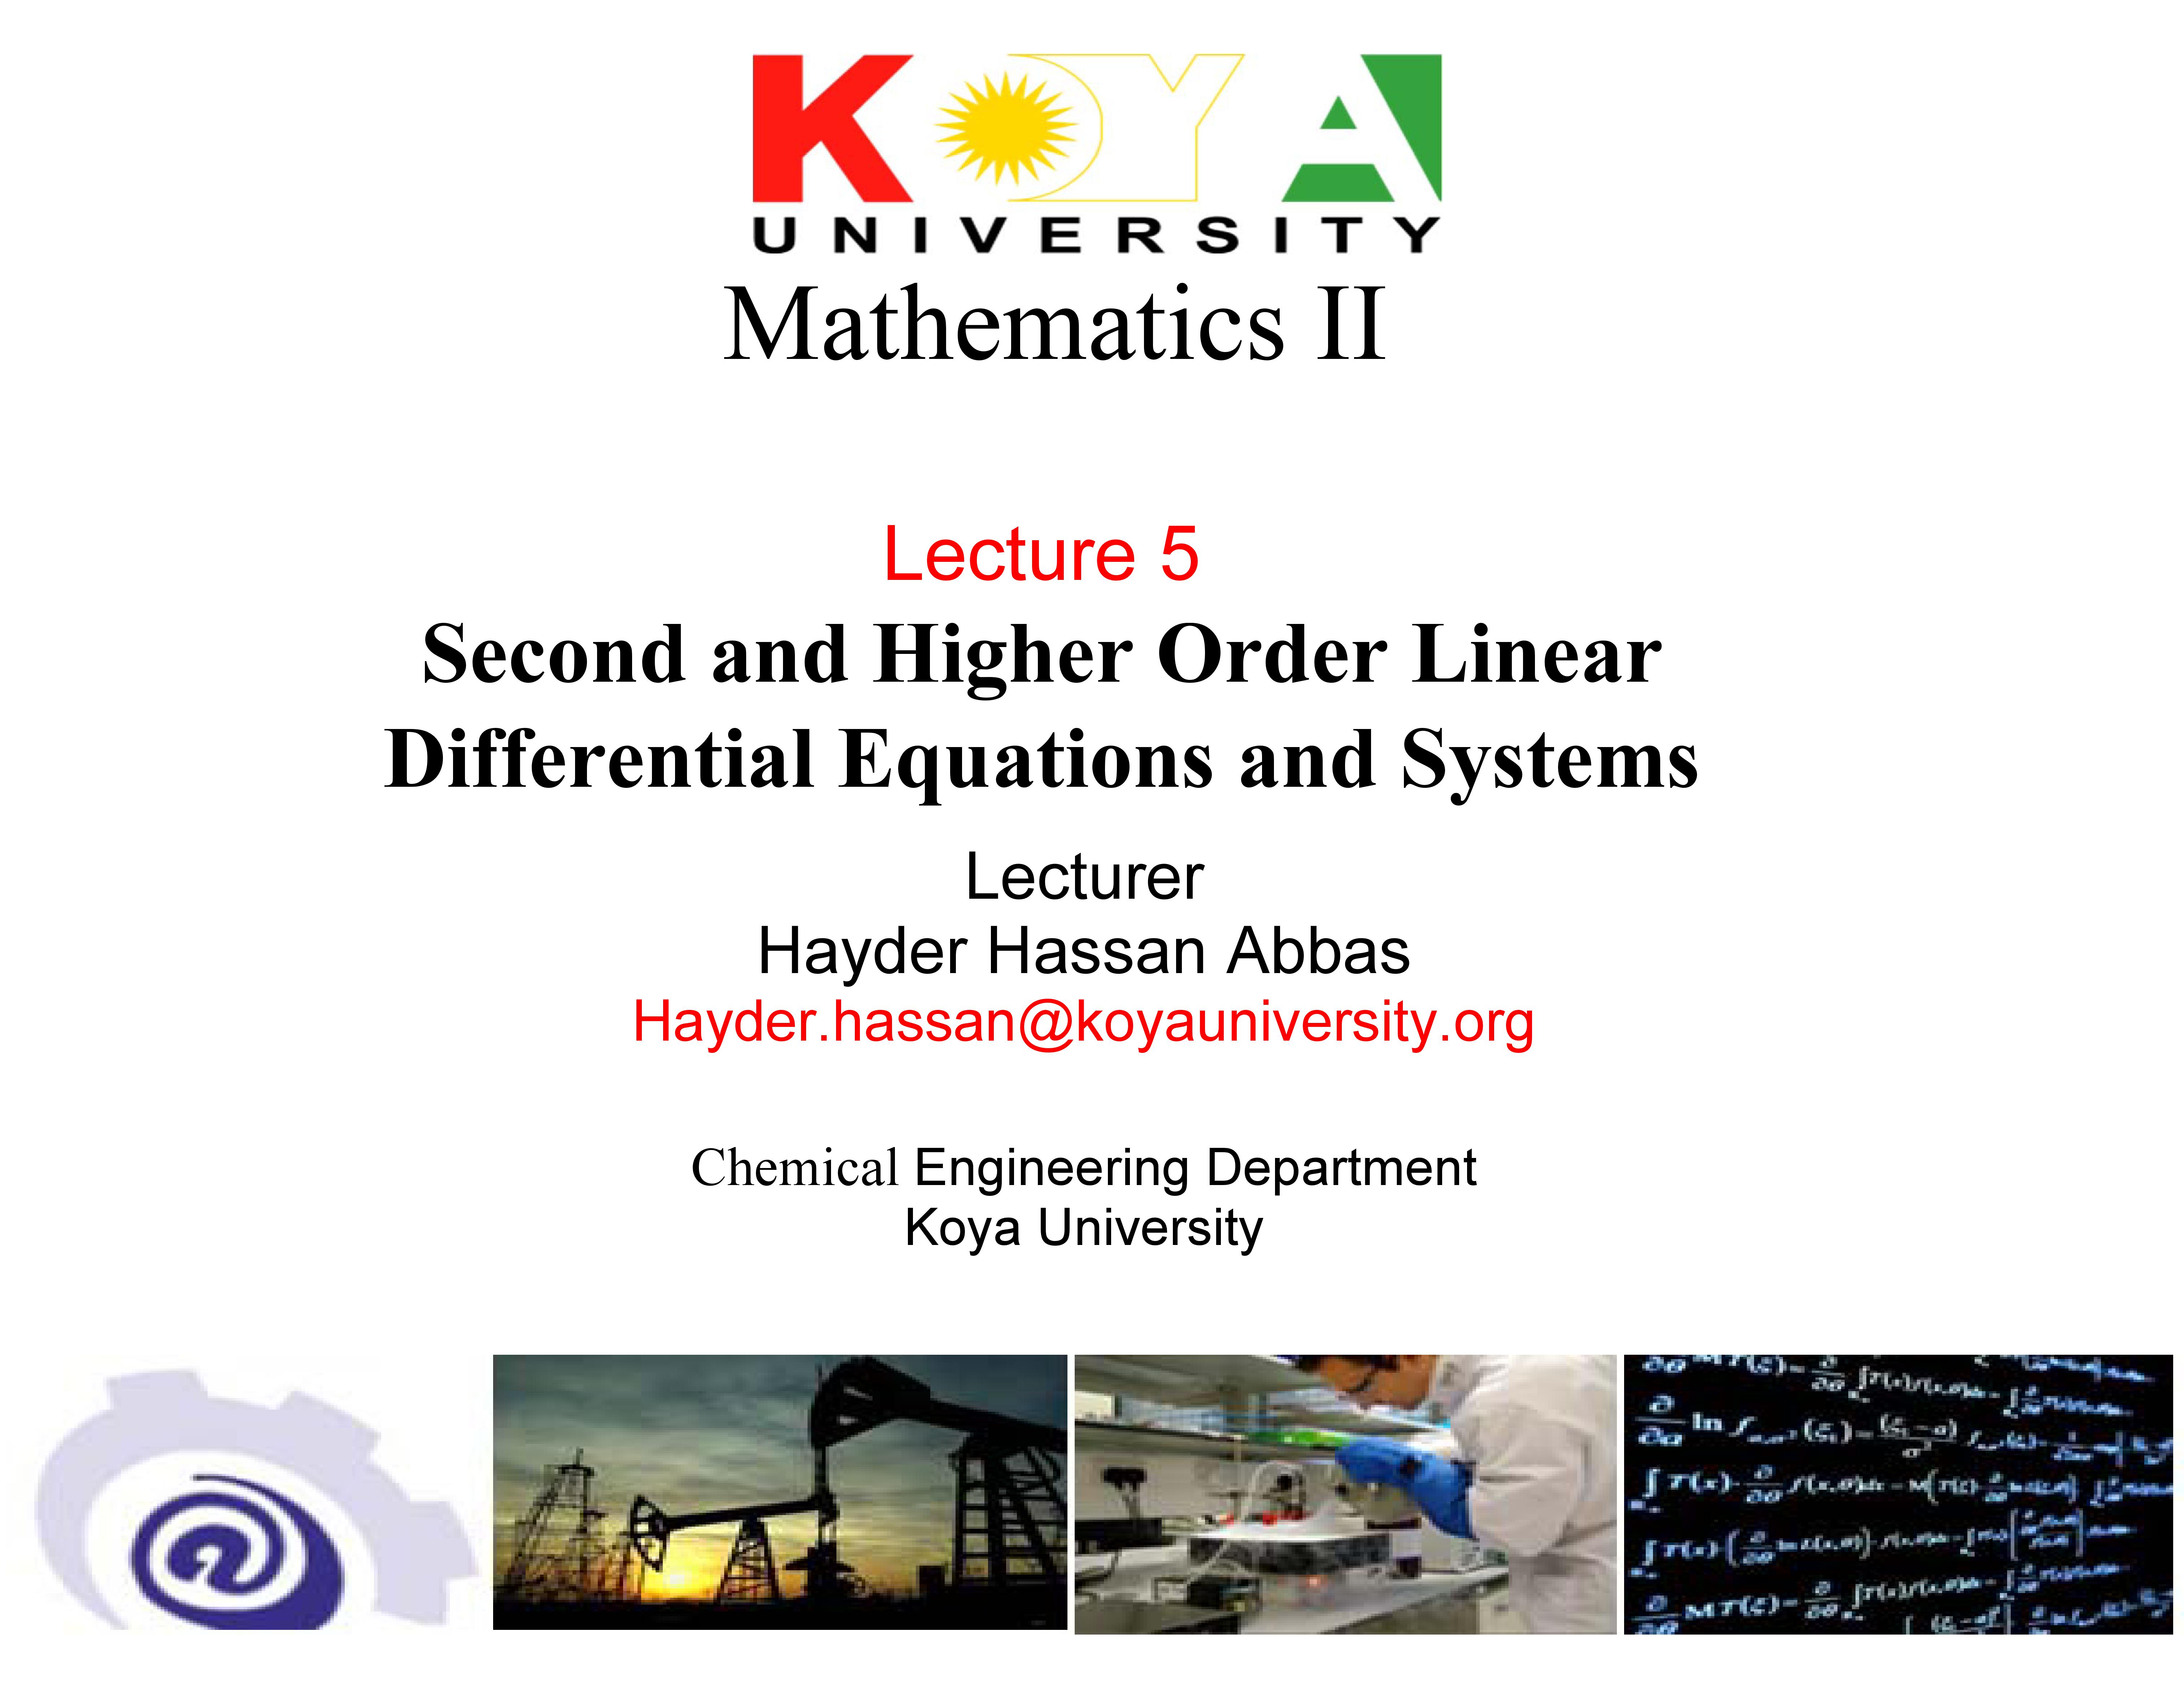 KOYA
UNIVERSITY
Mathematics II
Lecture 5
Second and Higher Order Linear
Differential Equations and Systems
Lecturer
Hayder Hassan Abbas
Hayder.hassan@koyauniversity.org
Chemical Engineering Department
Koya University